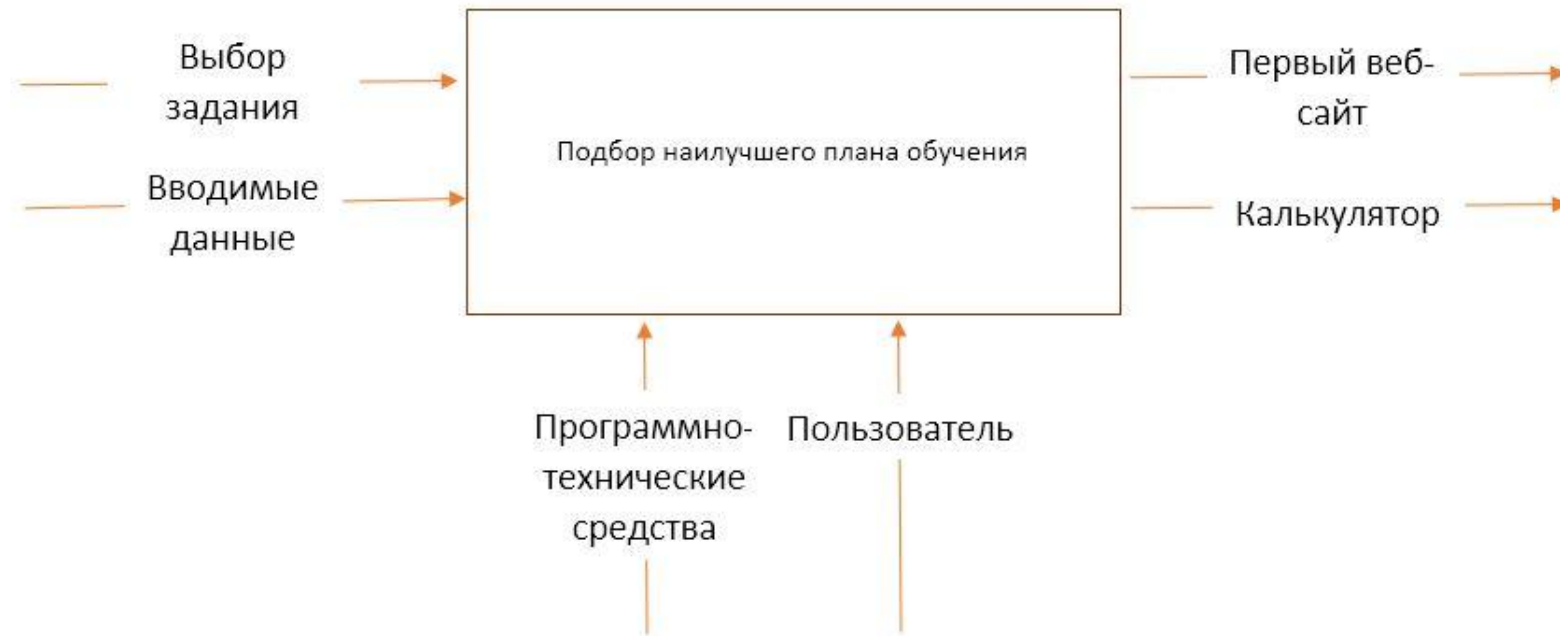 Выбор
задания
Вводимые
данные
Подбор наилучшего плана обучения
Первый веб-
сайт
Калькулятор
Программно-
технические
средства
Пользователь